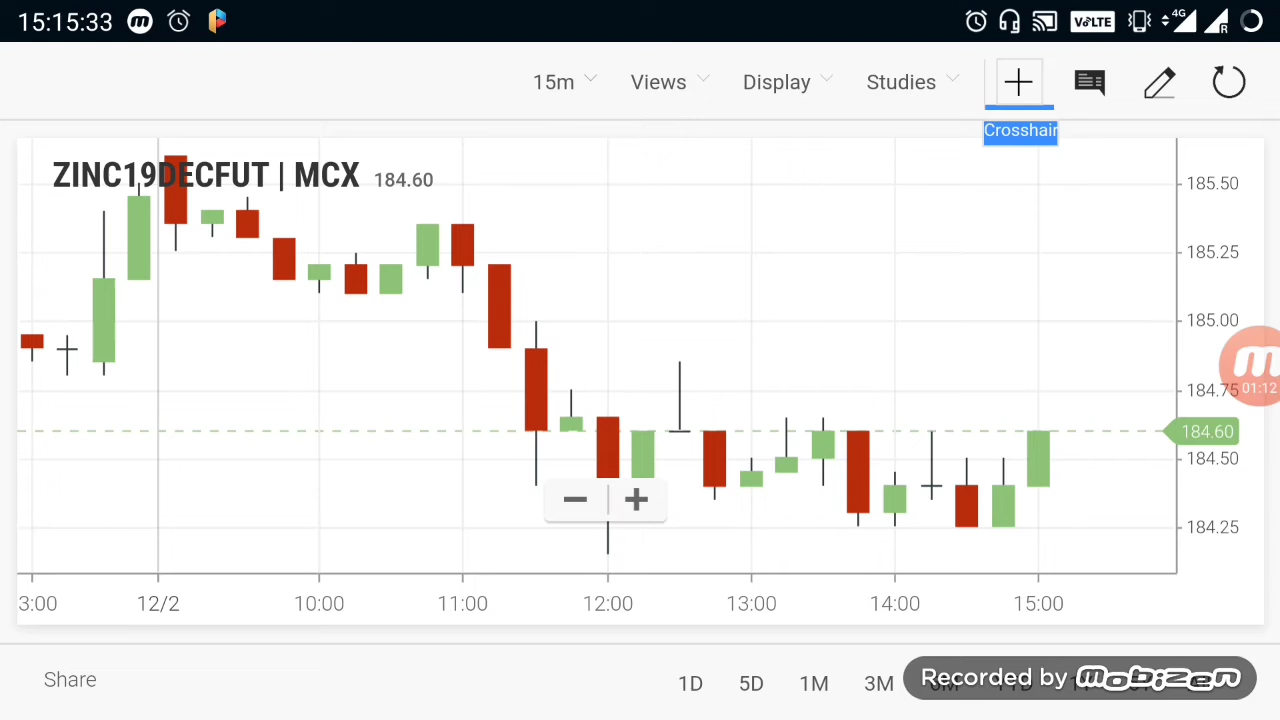 15:15:33
VoLTE 4G R
15m Views Display Studies
Crosshair
ZINC19DECFUT | MCX 184.60
185.50
185.25
185.00
184.75
01:12
184.60
184.50
184.25
3:00 12/2 10:00 11:00 12:00 13:00 14:00 15:00
Share 1D 5D 1M 3M
Recorded by mobizen